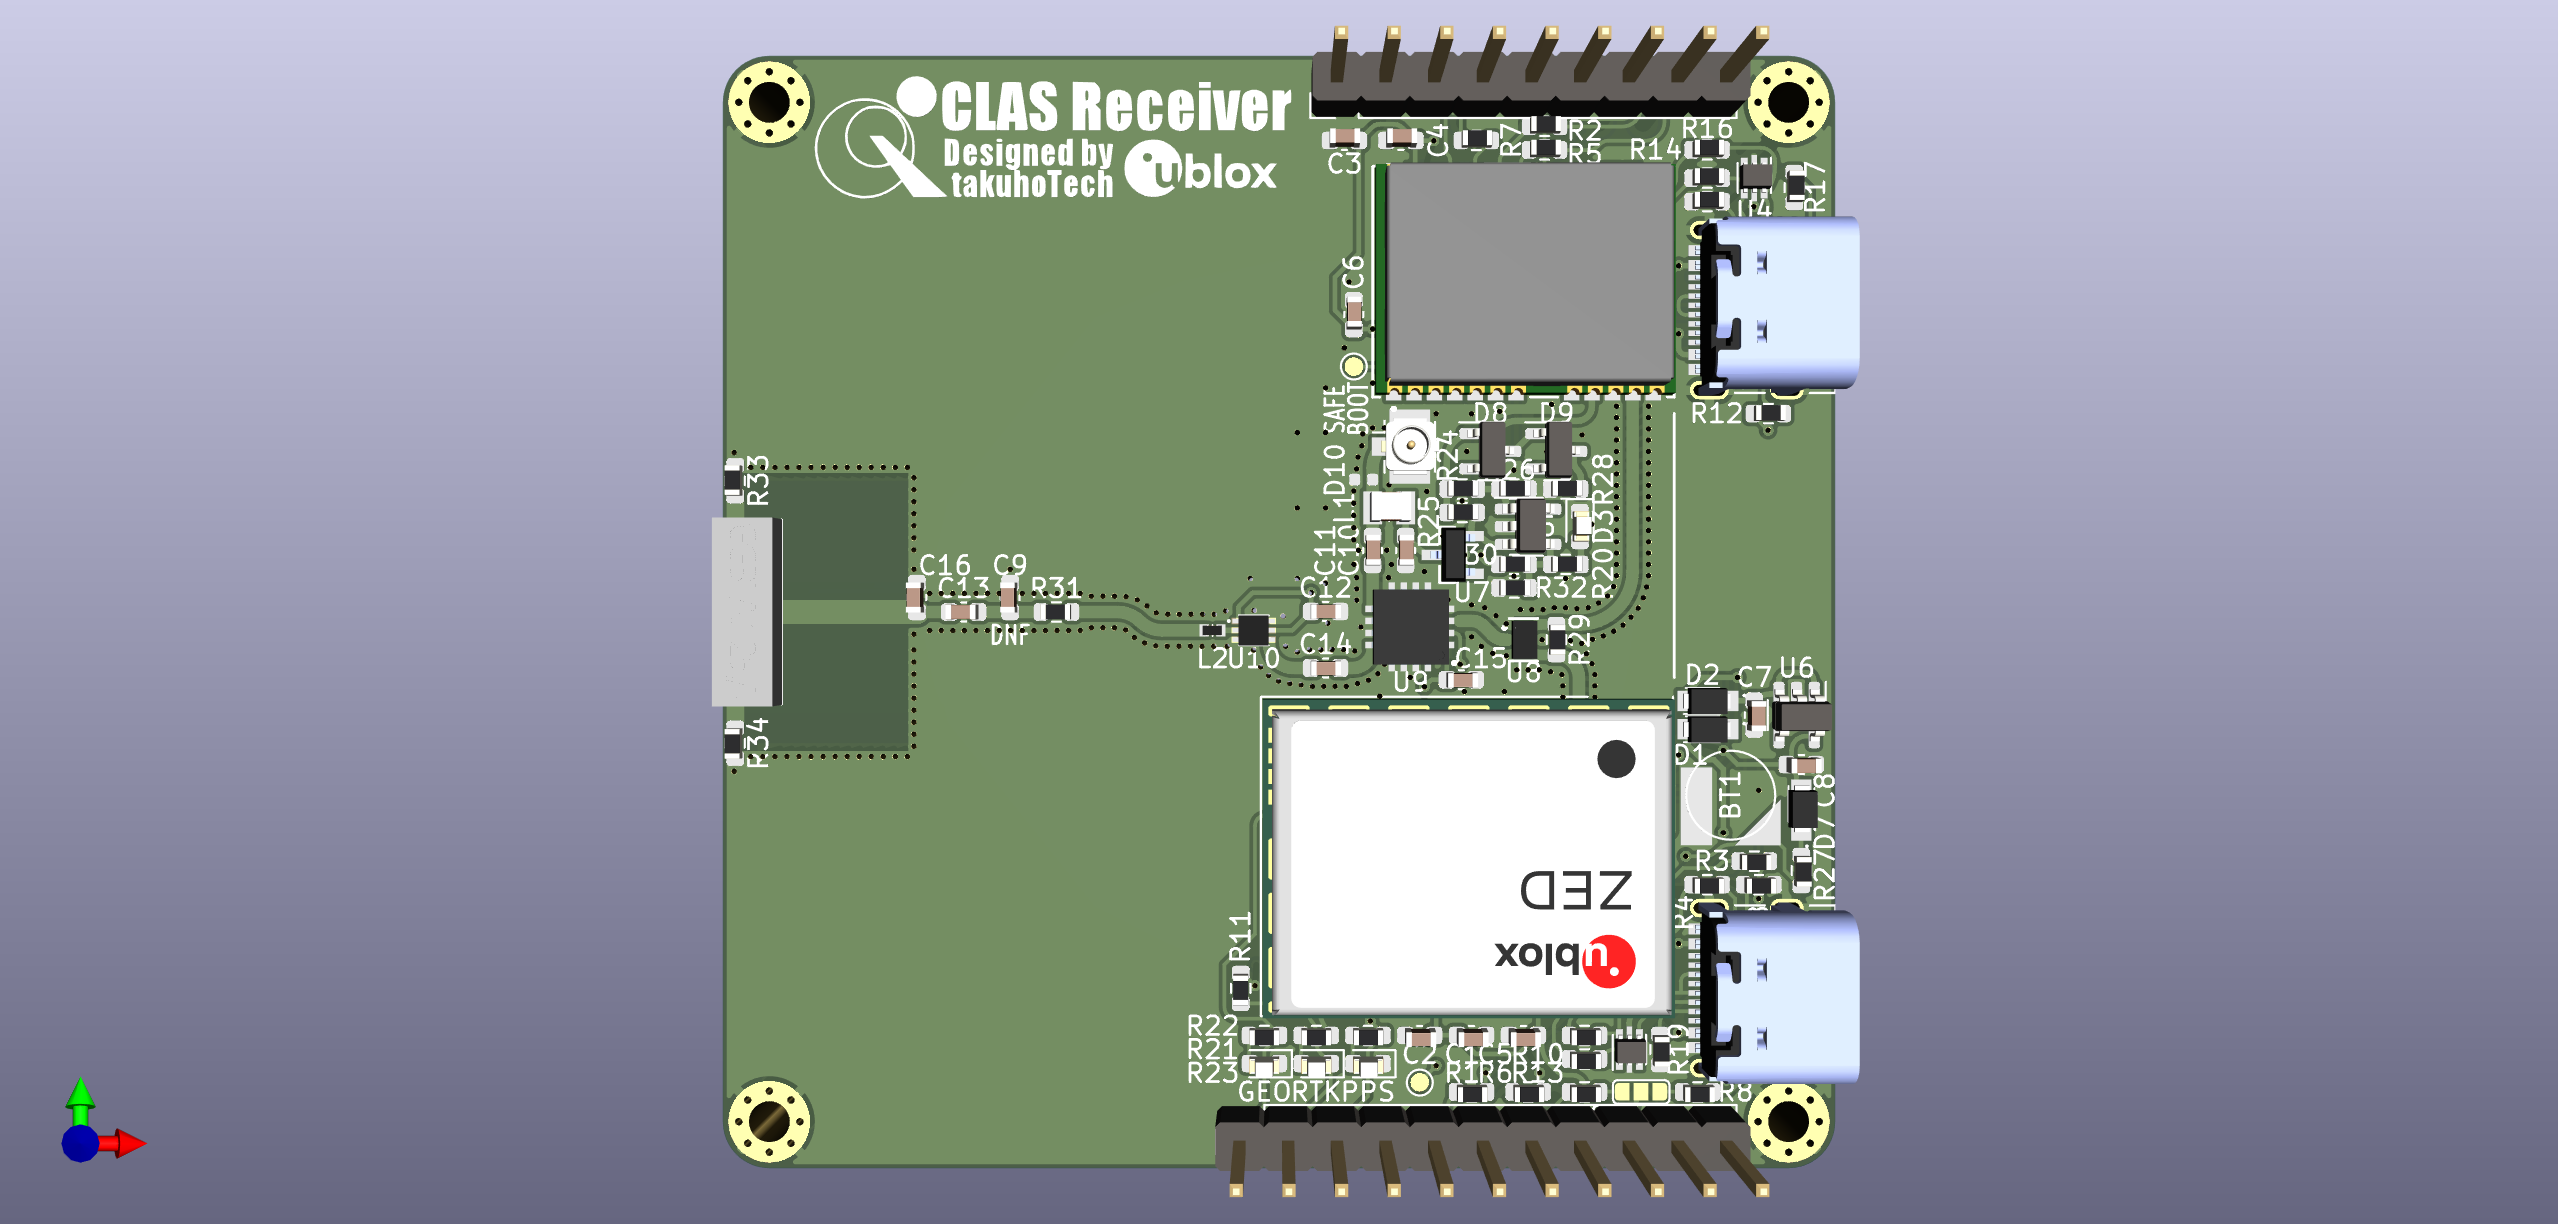 CLAS Receiver
Designed by
takuhoTech
ublox
C3
C4
R7
R2
R5
R14
R16
R17
U4
C6
SAFE
BOOT
R12
D10
D8
D9
R24
R28
R33
L1
R25
D3
C11
C10
30
R20
C16
C9
C13
R31
C12
U7
R32
DNF
C14
R29
L2
U10
U9
C15
U8
R34
D2
C7
U6
D1
BT1
C8
D7
ZED
ublox
R3
R27
R4
R11
R22
R21
R23
C2
C1
C5
R10
R19
R1
R6
R13
R8
GEO
RTK
PPS